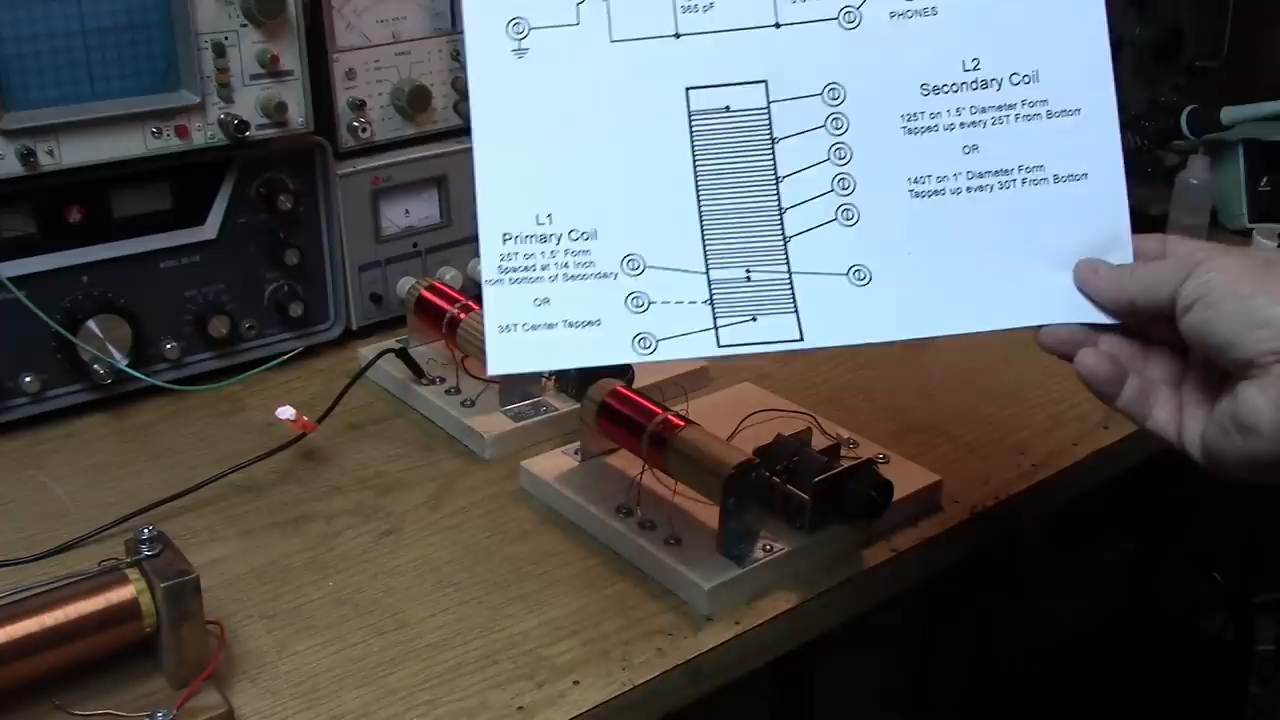 365 pF
PHONES
L2
Secondary Coil
125T on 1.5" Diameter Form
Tapped up every 25T From Bottom
OR
140T on 1" Diameter Form
Tapped up every 30T From Bottom
L1
Primary Coil
25T on 1.5" Form
Spaced at 1/4 Inch
rom bottom of Secondary
OR
35T Center Tapped